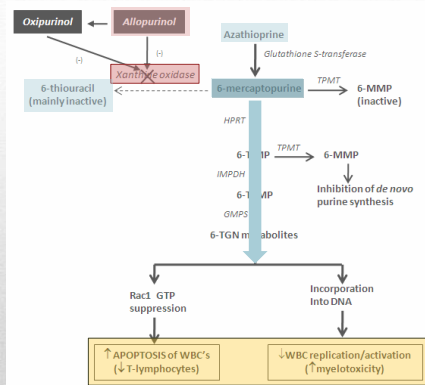 Oxipurinol
Allopurinol
Azathioprine
Glutathione S-transferase
(-)
(-)
Xanthine oxidase
6-thiouracil
(mainly inactive)
6-mercaptopurine
TPMT
6-MMP
(inactive)
HPRT
TPMT
6-MMP
IMPDH
Inhibition of de novo
purine synthesis
GMPS
6-TGN metabolites
Rac1 GTP
suppression
Incorporation
Into DNA
↑ APOPTOSIS of WBC's
(↓T-lymphocytes)
↓WBC replication/activation
(↑myelotoxicity)